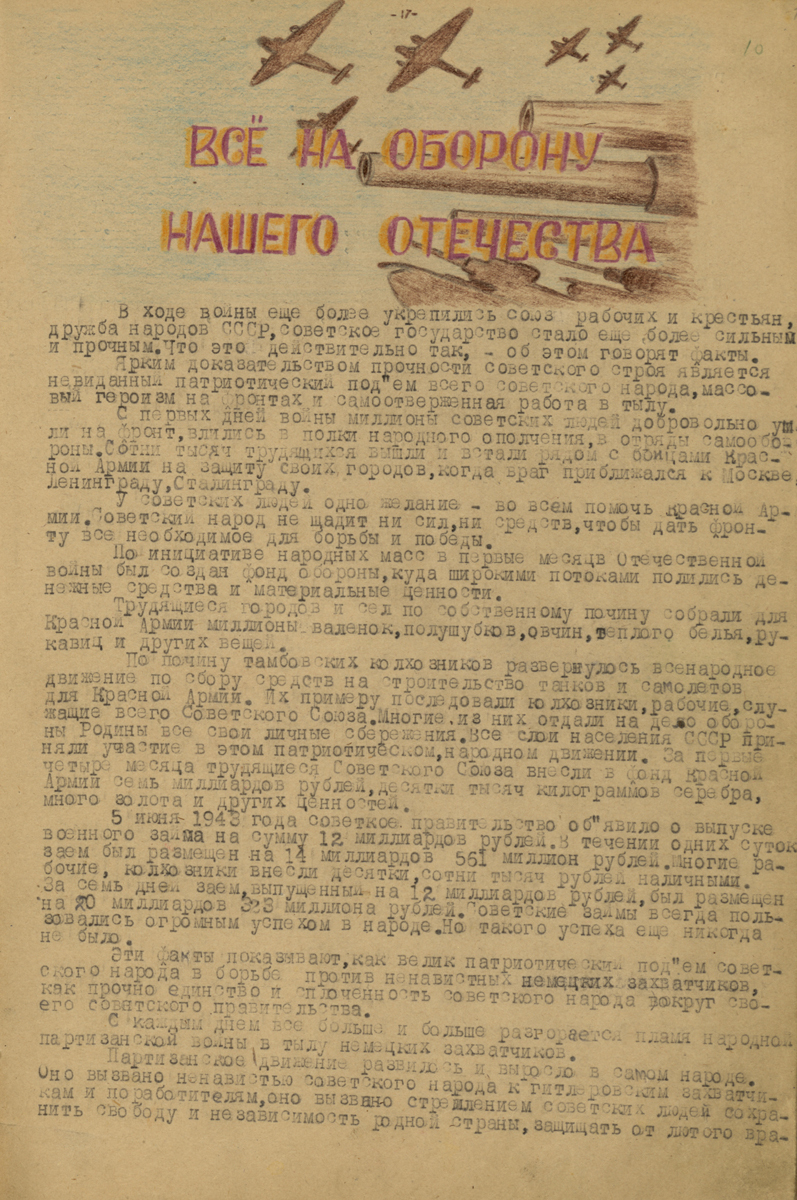 -17-
10
ВСЁ НА ОБОРОНУ
НАШЕГО ОТЕЧЕСТВА
В ходе войны еще более укрепились союз рабочих и крестьян,
дружба народов СССР, советское государство стало еще более сильным
и прочным. Что это действительно так, - об этом говорят факты.
Ярким доказательством прочности советского строя является
невиданный патриотический под"ем всего советского народа, массо-
вый героизм на фронтах и самоотверженная работа в тылу.
С первых дней войны миллионы советских людей добровольно уш
ли на фронт, влились в полки народного ополчения, в отряды самообо-
роны. Сотни тысяч трудящихся вышли и встали рядом с бойцами Крас-
ной Армии на защиту своих городов, когда враг приближался к Москве,
Ленинграду, Сталинграду.
У советских людей одно желание - во всем помочь Красной Ар-
мии. Советский народ не щадит ни сил, ни средств, чтобы дать фрон-
ту все необходимое для борьбы и победы.
По инициативе народных масс в первые месяцв Отечественной
войны был создан фонд обороны, куда широкими потоками полились де-
нежные средства и материальные ценности.
Трудящиеся городов и сел по собственному почину собрали для
Красной Армии миллионы валенок, полушубков, овчин, теплого белья, ру-
кавиц и других вещей.
По почину тамбовских колхозников развернулось всенародное
движение по сбору средств на строительство танков и самолетов
для Красной Армии. Их примеру последовали колхозники, рабочие, слу-
жащие всего Советского Союза. Многие из них отдали на дело оборо-
ны Родины все свои личные сбережения. Все слои населения СССР при-
няли участие в этом патриотическом, народном движении. За первые
четыре месяца трудящиеся Советского Союза внесли в фонд Красной
Армии семь миллиардов рублей, десятки тысяч килограммов серебра,
много золота и других ценностей.
5 июня 1943 года советское правительство об"явило о выпуске
военного займа на сумму 12 миллиардов рублей. В течении одних суток
заем был размещен на 14 миллиардов 561 миллион рублей. Многие ра-
бочие, колхозники внесли десятки, сотни тысяч рублей наличными.
За семь дней заем, выпущенный на 12 миллиардов рублей, был размещен
на 20 миллиардов 323 миллиона рублей. Советские займы всегда поль-
зовались огромным успехом в народе. Но такого успеха еще никогда
не было.
Эти факты показывают, как велик патриотический под"ем совет-
ского народа в борьбе против ненавистных немецких захватчиков,
как прочно единство и сплоченность советского народа вокруг сво-
его советского правительства.
С каждым днем все больше и больше разгорается пламя народной
партизанской войны в тылу немецких захватчиков.
Партизанское движение развилось и выросло в самом народе.
Оно вызвано ненавистью советского народа к гитлеровским захватчи-
кам и поработителям, оно вызвано стремлением советских людей сохра-
нить свободу и независимость родной страны, защищать от лютого вра-